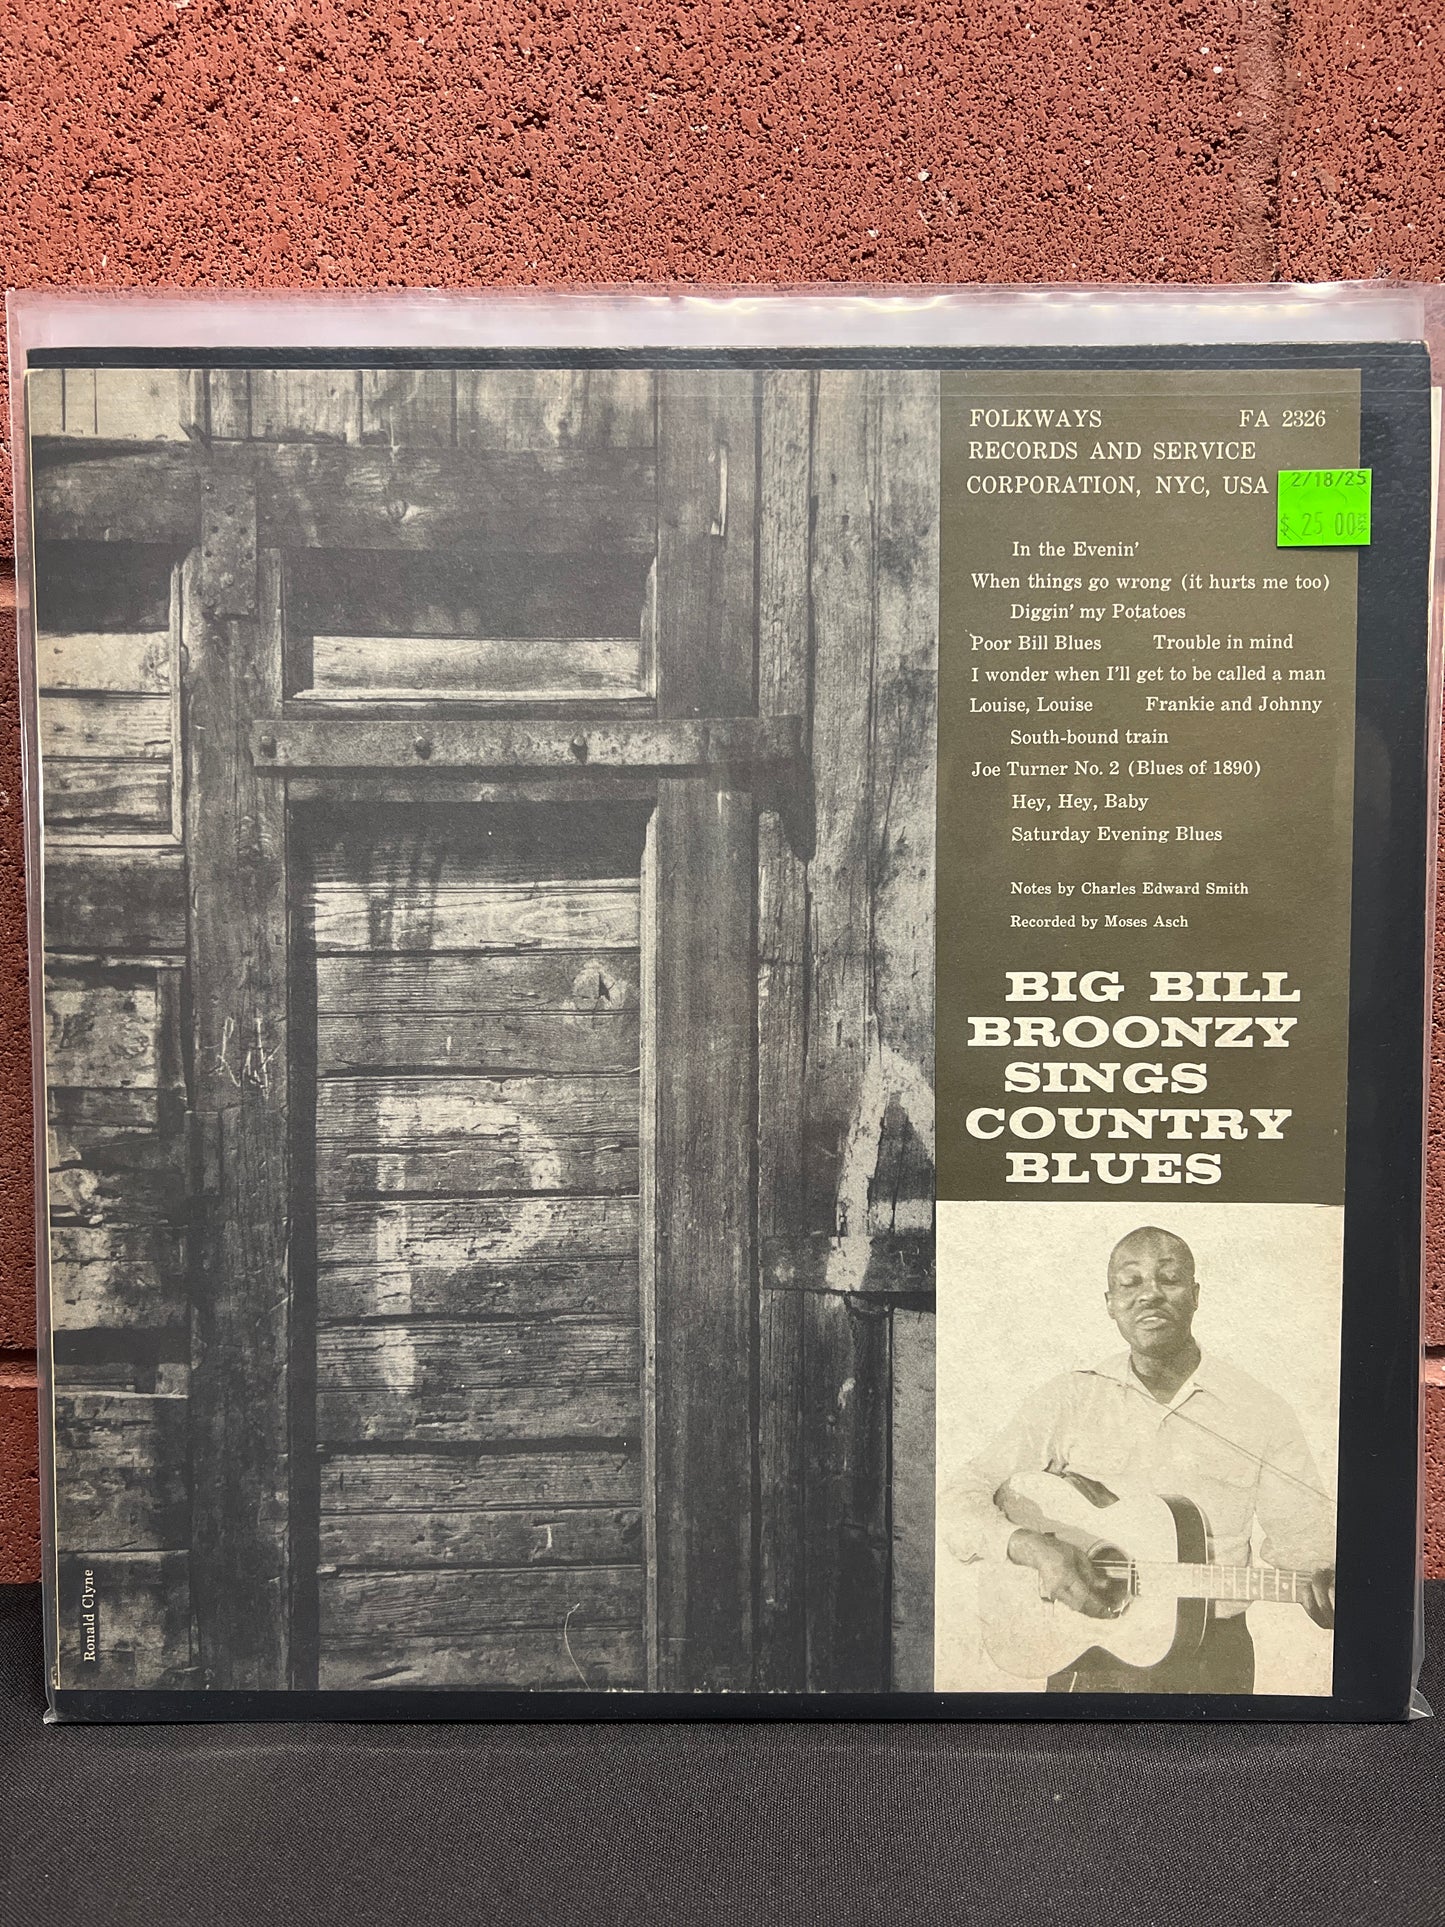 FOLKWAYS FA 2326
RECORDS AND SERVICE
CORPORATION, NYC, USA
2/18/25
$ 25 00
In the Evenin'
When things go wrong (it hurts me too)
Diggin' my Potatoes
Poor Bill Blues Trouble in mind
I wonder when I'll get to be called a man
Louise, Louise Frankie and Johnny
South-bound train
Joe Turner No. 2 (Blues of 1890)
Hey, Hey, Baby
Saturday Evening Blues
Notes by Charles Edward Smith
Recorded by Moses Asch
BIG BILL
BROONZY
SINGS
COUNTRY
BLUES
P
Ronald Clyne